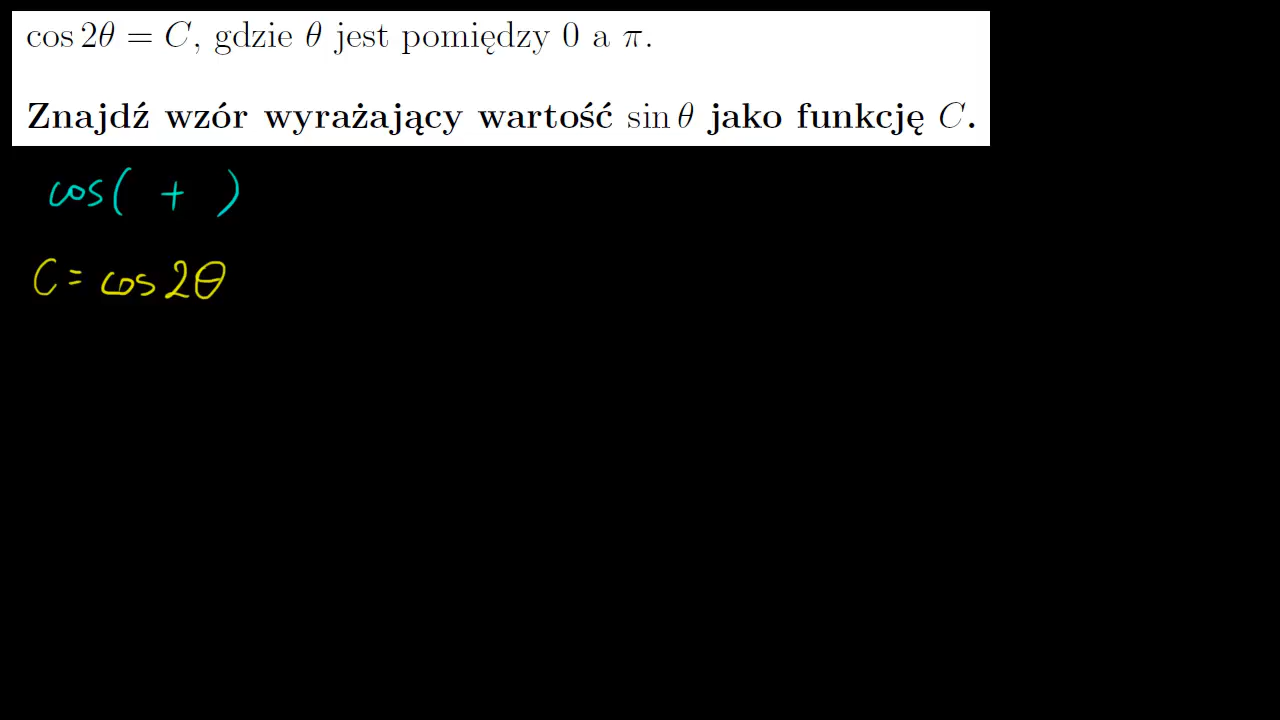 cos 2θ = C, gdzie θ jest pomiędzy 0 a π.
Znajdź wzór wyrażający wartość sin θ jako funkcję C.
cos( + )
C = cos 2θ